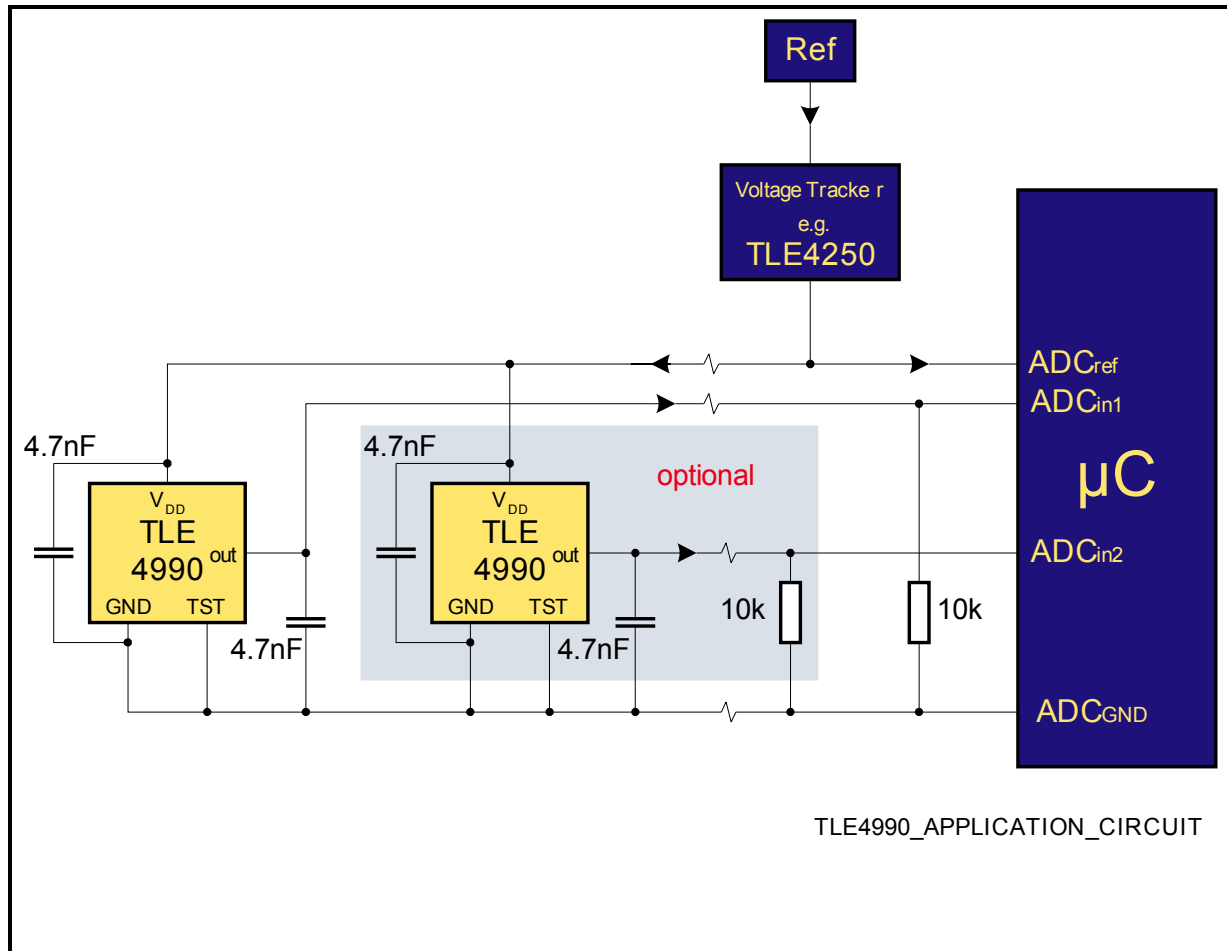 Ref
Voltage Tracke r
e.g.
TLE4250
ADCref
ADCin1
4.7nF
4.7nF
optional
µC
VDD
TLE
4990
out
GND
TST
VDD
TLE
4990
out
GND
TST
ADCin2
10k
10k
4.7nF
4.7nF
ADCGND
TLE4990_APPLICATION_CIRCUIT